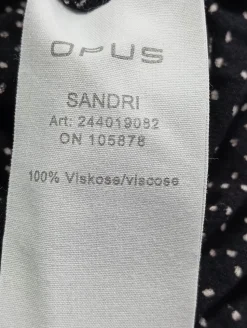 OPUS
SANDRI
Art: 244019082
ON 105878
100% Viskose/viscose